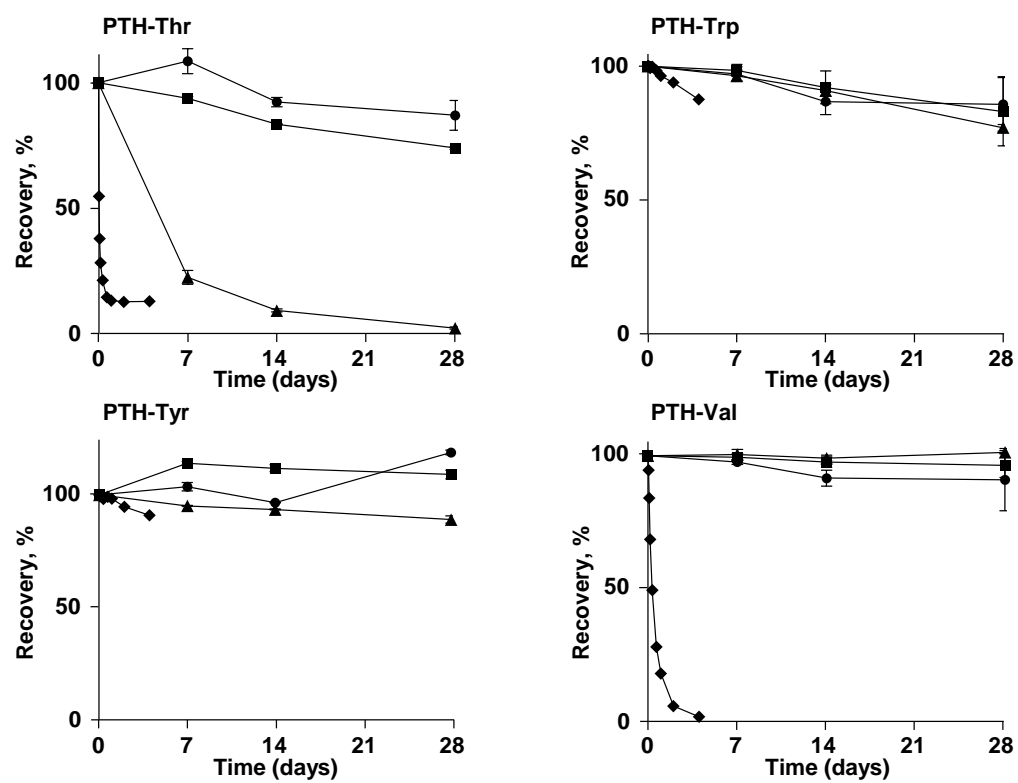 PTH-Thr
100
50
0
Recovery, %
0 7 14 21 28
Time (days)
PTH-Trp
100
50
0
Recovery, %
0 7 14 21 28
Time (days)
PTH-Tyr
100
50
0
Recovery, %
0 7 14 21 28
Time (days)
PTH-Val
100
50
0
Recovery, %
0 7 14 21 28
Time (days)